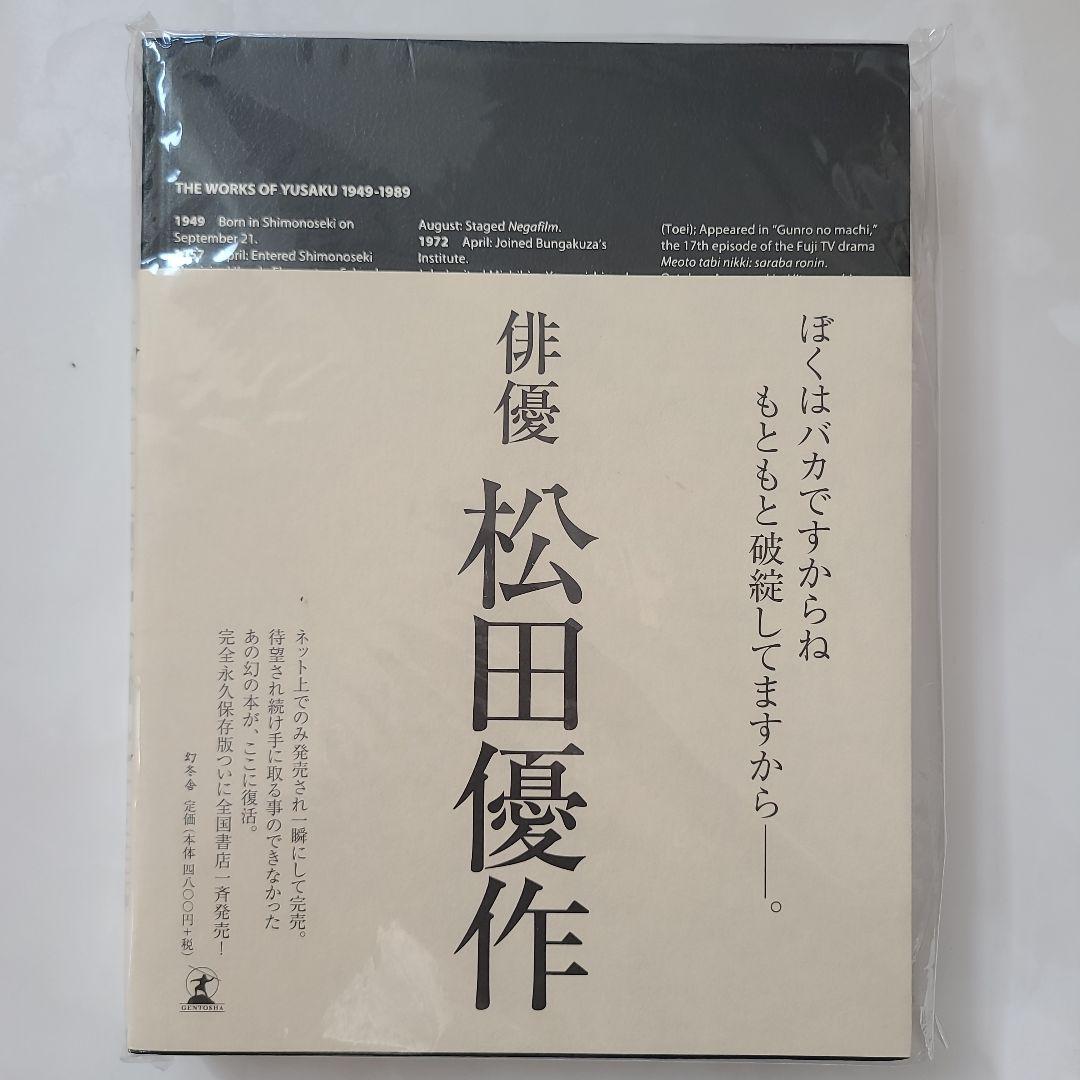 THE WORKS OF YUSAKU 1949-1989
1949 Born in Shimonoseki on
September 21.
April: Entered Shimonoseki
August: Staged Negafilm.
1972 April: Joined Bungakuza's
Institute.
(Toei); Appeared in "Gunro no machi,"
the 17th episode of the Fuji TV drama
Meoto tabi nikki: saraba ronin.
ぼくはバカですからね
もともと破綻してますから――。
俳優 松田優作
ネット上でのみ発売され一瞬にして完売。
待望され続け手に取る事のできなかった
あの幻の本が、ここに復活。
完全永久保存版ついに全国書店一斉発売！
幻冬舎 定価（本体 四八〇〇円+税）
GENTOSHA